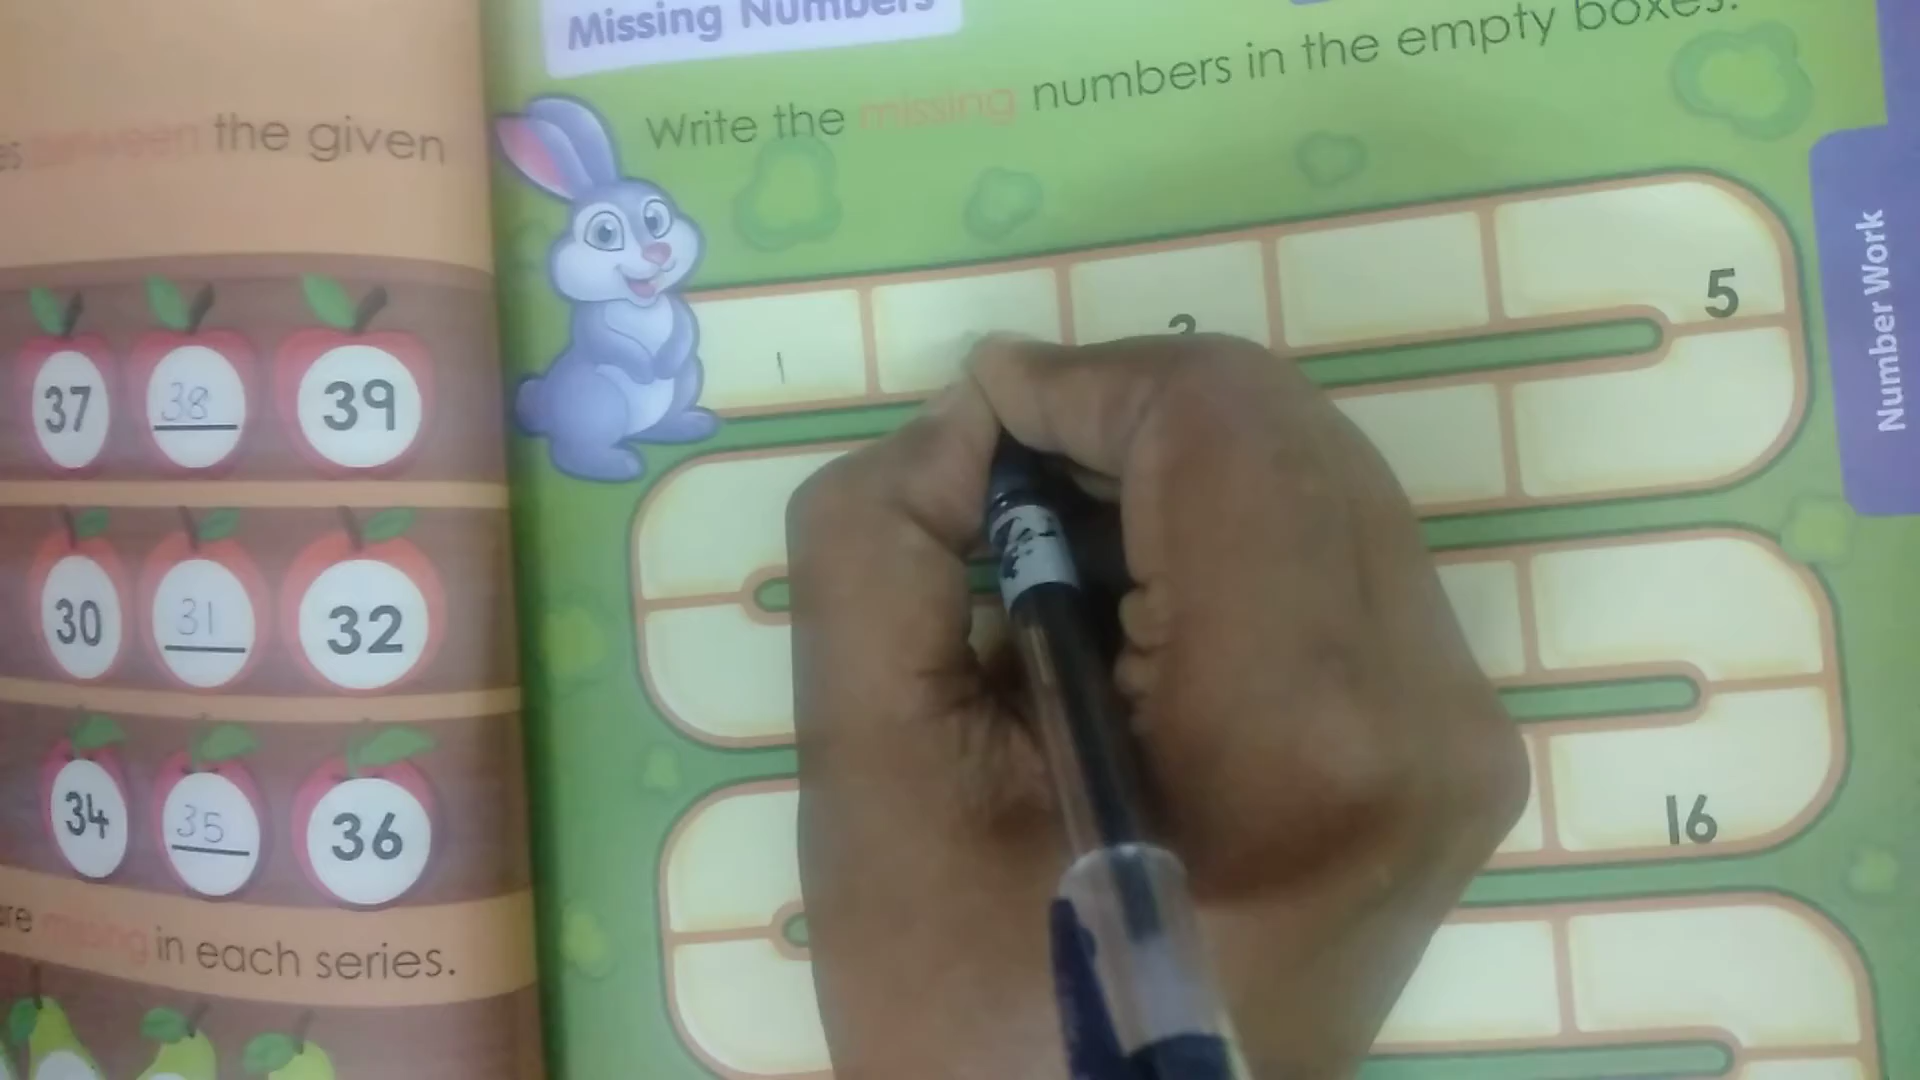 the given
37 38 39
30 31 32
34 35 36
missing in each series.
Missing Numbers
Write the missing numbers in the empty boxes.
1 5
16
Number Work